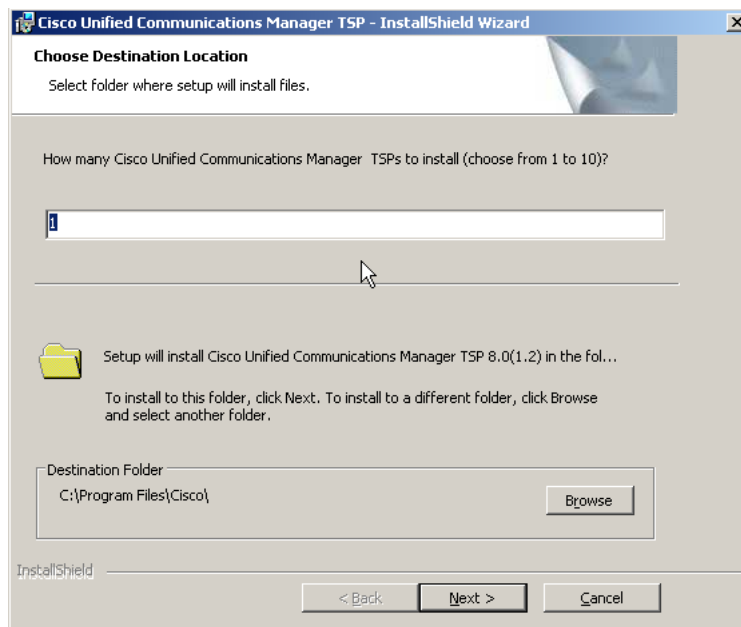 Cisco Unified Communications Manager TSP - InstallShield Wizard
Choose Destination Location
Select folder where setup will install files.
How many Cisco Unified Communications Manager TSPs to install (choose from 1 to 10)?
1
Setup will install Cisco Unified Communications Manager TSP 8.0(1.2) in the fol...
To install to this folder, click Next. To install to a different folder, click Browse
and select another folder.
Destination Folder
C:\Program Files\Cisco\
Browse
InstallShield
< Back Next > Cancel